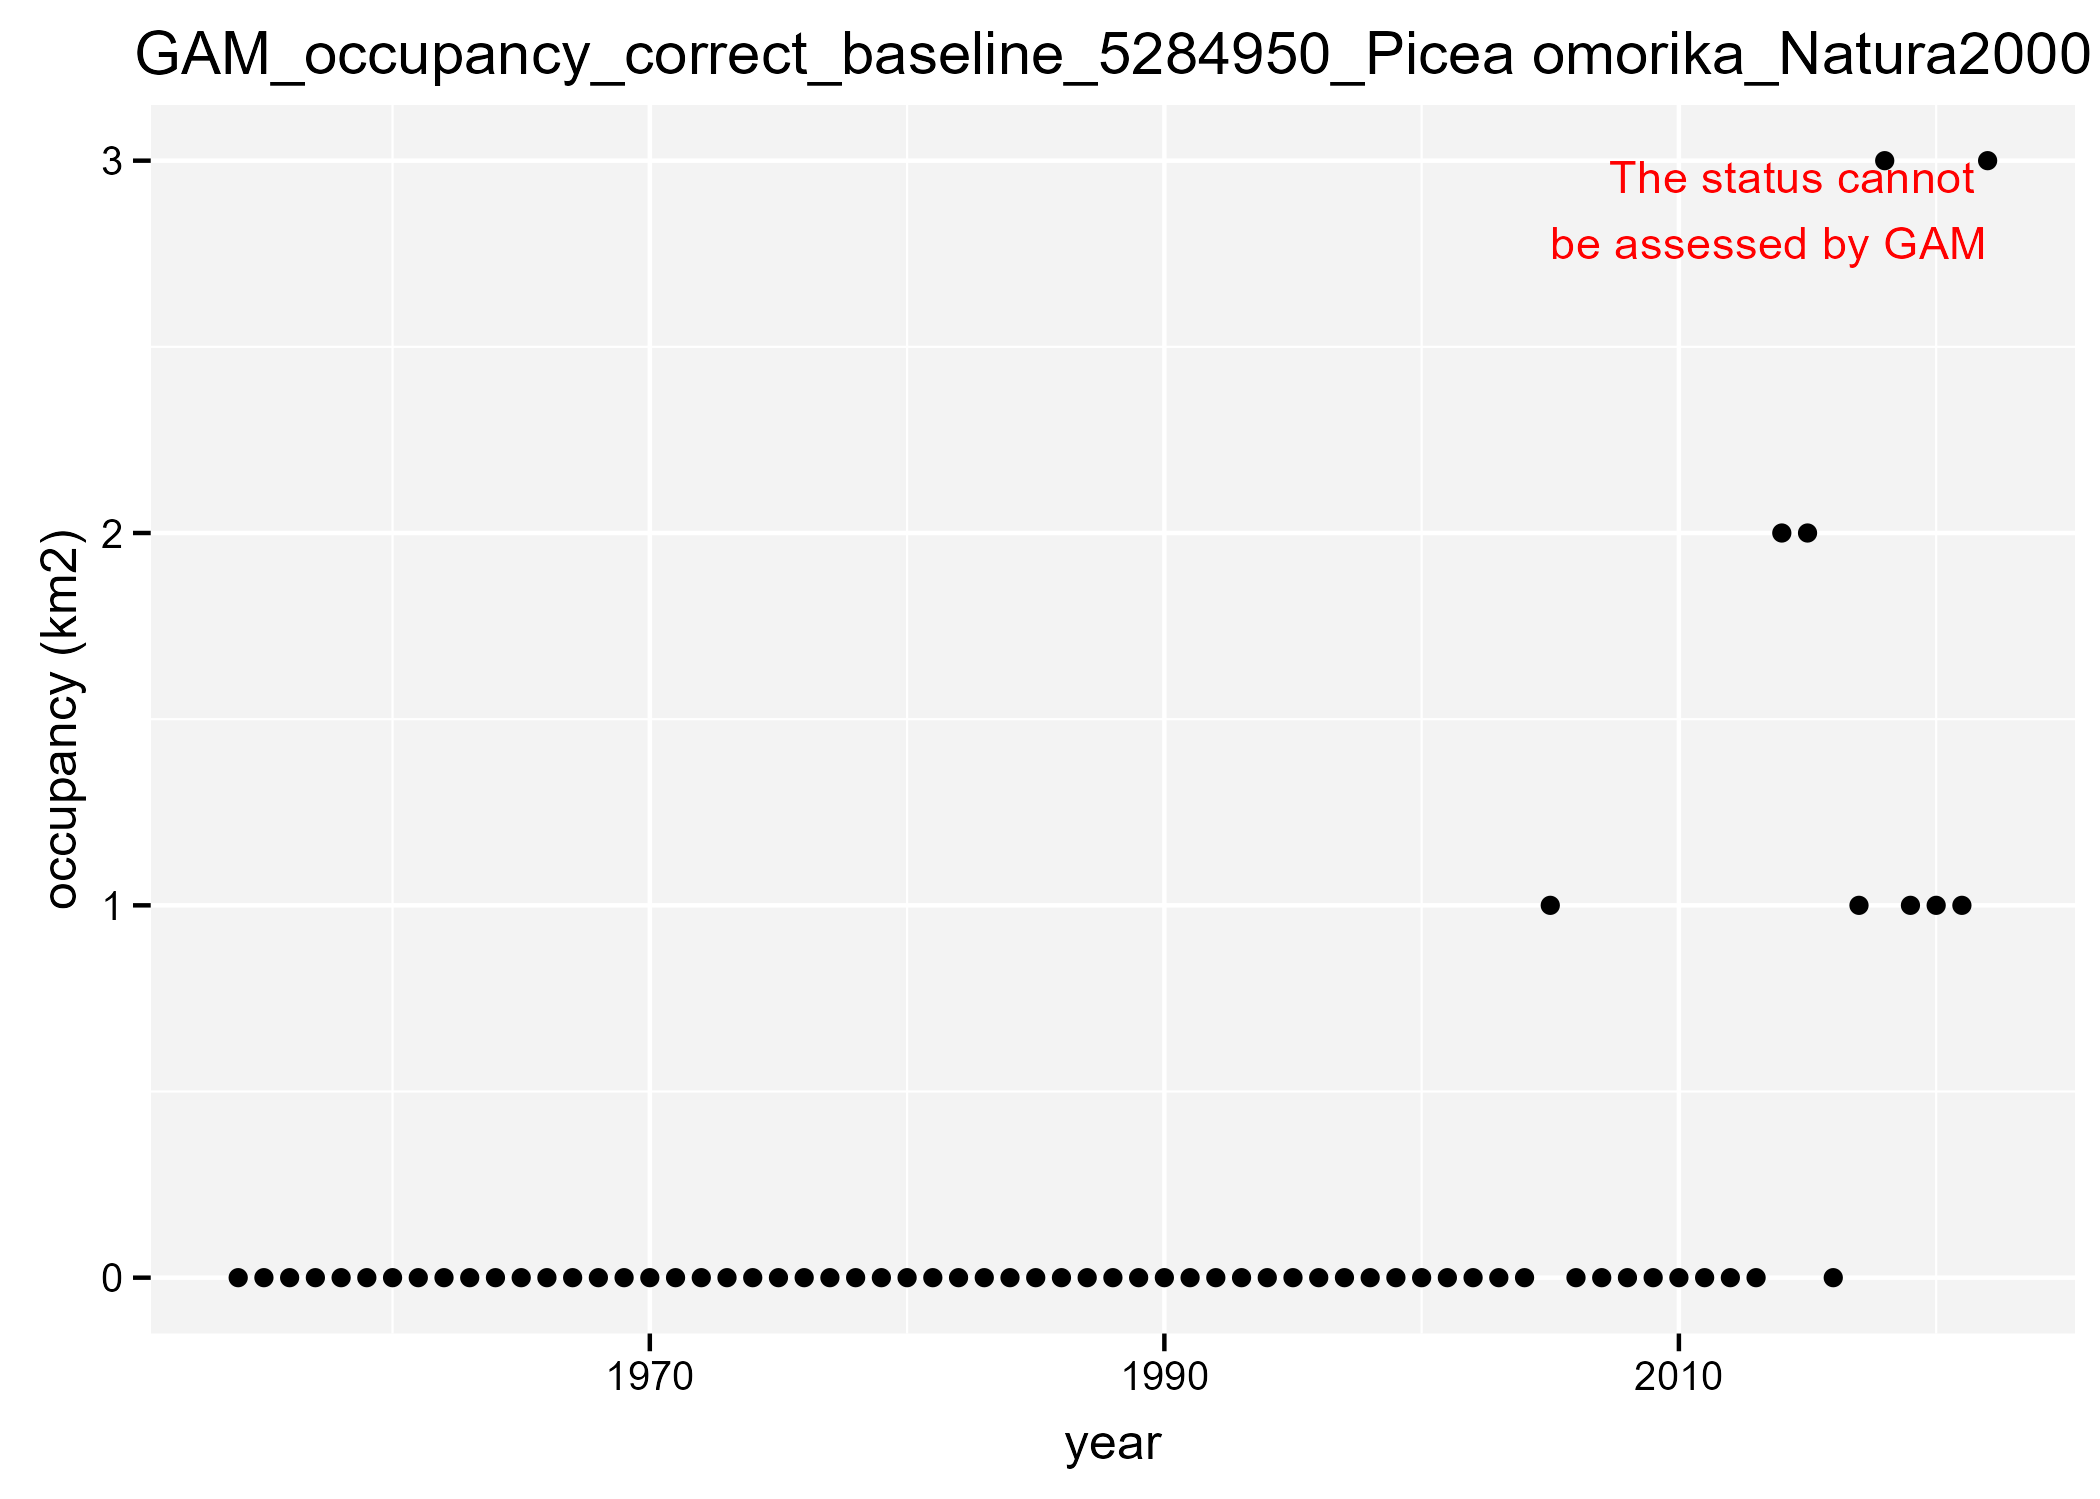 GAM_occupancy_correct_baseline_5284950_Picea omorika_Natura2000
3
The status cannot
be assessed by GAM
2
occupancy (km2)
1
0
1970 1990 2010
year